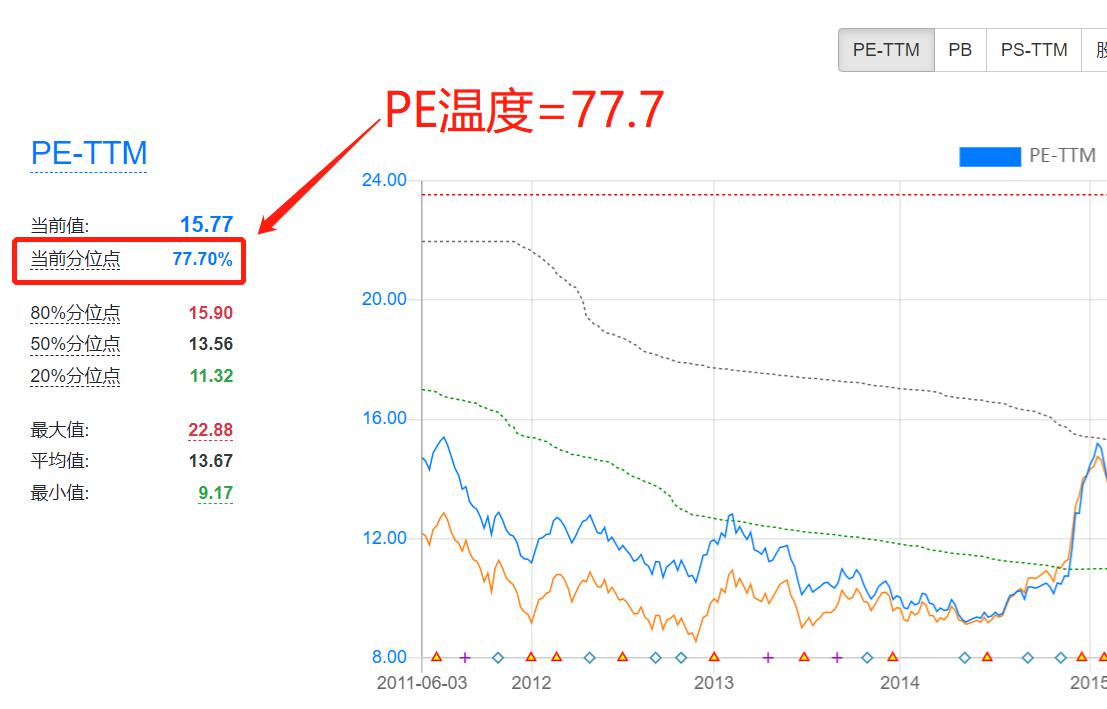 PE-TTM PB PS-TTM 股
PE温度=77.7
PE-TTM
PE-TTM
当前值: 15.77
当前分位点 77.70%
80%分位点 15.90
50%分位点 13.56
20%分位点 11.32
最大值: 22.88
平均值: 13.67
最小值: 9.17
24.00
20.00
16.00
12.00
8.00
2011-06-03 2012 2013 2014 2015